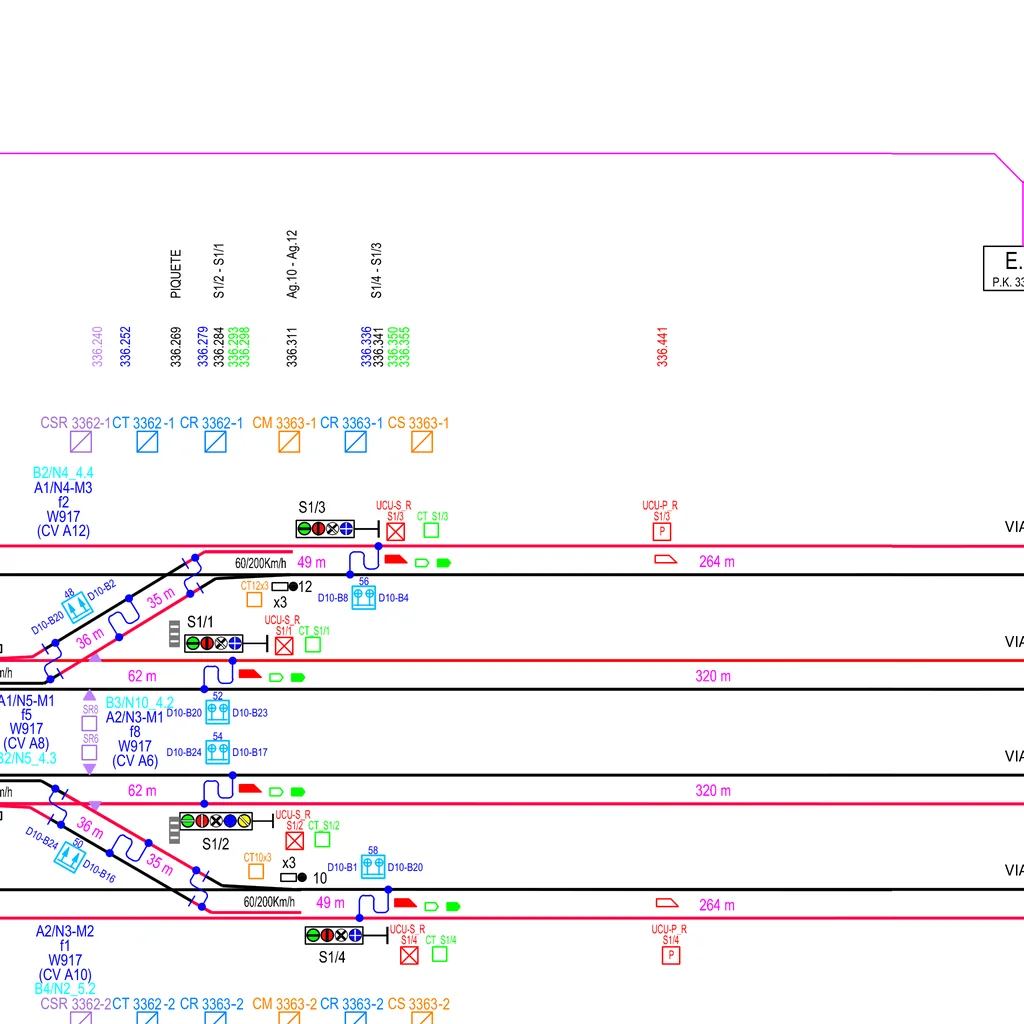 E.
P.K. 33
PIQUETE
S1/2 - S1/1
Ag.10 - Ag.12
S1/4 - S1/3
336.240
336.252
336.269
336.279
336.284
336.293
336.298
336.311
336.336
336.341
336.350
336.355
336.441
CSR 3362-1
CT 3362-1
CR 3362-1
CM 3363-1
CR 3363-1
CS 3363-1
B2/N4_4.4
A1/N4-M3
f2
W917
(CV A12)
S1/3
UCU-S_R
S1/3
CT_S1/3
UCU-P_R
S1/3
P
VIA
60/200Km/h
49 m
264 m
48
D10-B20
D10-B2
35 m
36 m
CT12x3
12
x3
56
D10-B8
D10-B4
S1/1
UCU-S_R
S1/1
CT_S1/1
VIA
m/h
62 m
320 m
A1/N5-M1
f5
W917
(CV A8)
B2/N5_4.3
SR8
SR6
B3/N10_4.2
A2/N3-M1
f8
W917
(CV A6)
52
D10-B20
D10-B23
54
D10-B24
D10-B17
VIA
m/h
62 m
320 m
36 m
35 m
50
D10-B24
D10-B16
S1/2
UCU-S_R
S1/2
CT_S1/2
CT10x3
x3
10
58
D10-B1
D10-B20
VIA
60/200Km/h
49 m
264 m
S1/4
UCU-S_R
S1/4
CT_S1/4
UCU-P_R
S1/4
P
A2/N3-M2
f1
W917
(CV A10)
B4/N2_5.2
CSR 3362-2
CT 3362-2
CR 3362-2
CM 3363-2
CR 3363-2
CS 3363-2